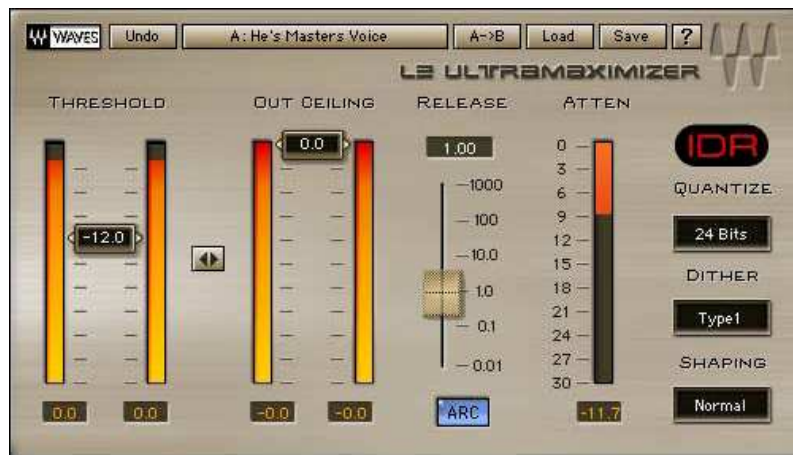 WAVES Undo A: He's Masters Voice A->B Load Save ?
L2 ULTRAMAXIMIZER
THRESHOLD OUT CEILING RELEASE ATTEN
0.0 1.00 0
IDR
3
1000 6 QUANTIZE
100 9
-12.0 12 24 Bits
10.0 15
DITHER
1.0 18
21 Type1
0.1 24
0.01 27 SHAPING
30
0.0 0.0 -0.0 -0.0 ARC -11.7 Normal